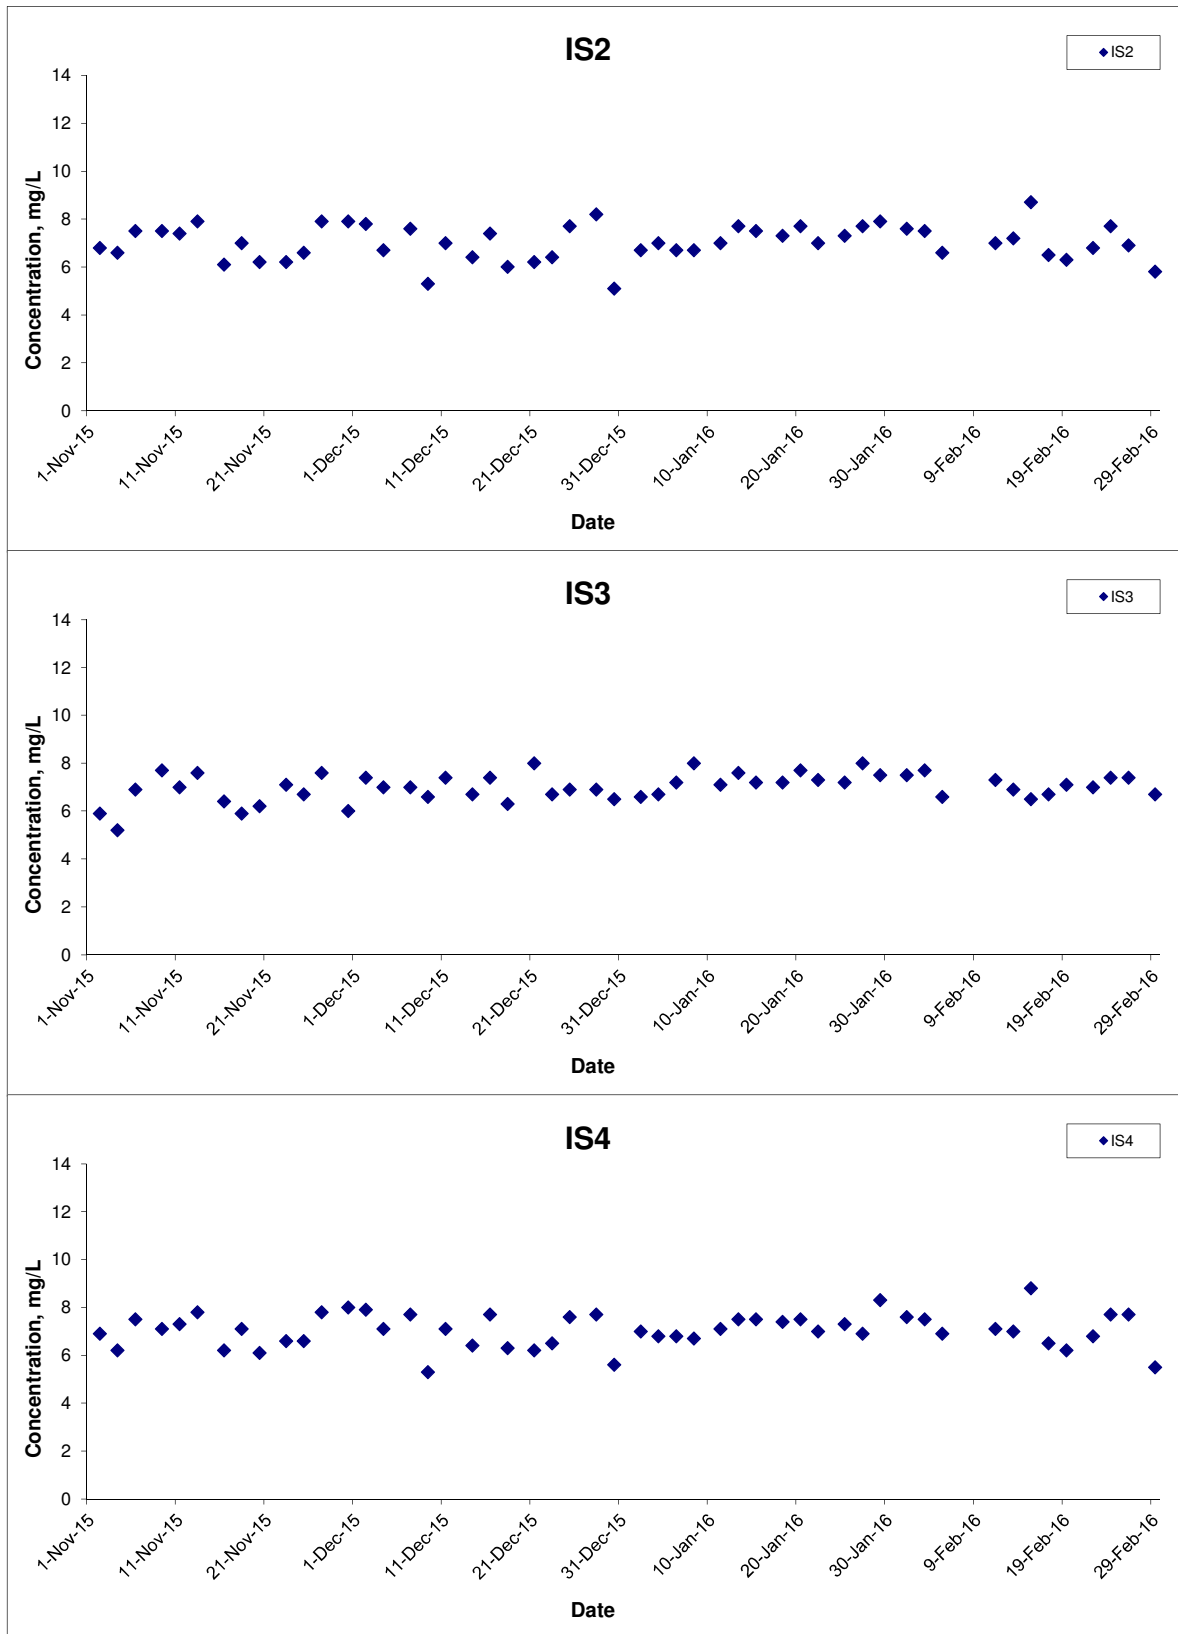 IS2
IS2
Concentration, mg/L
14
12
10
8
6
4
2
0
1-Nov-15
11-Nov-15
21-Nov-15
1-Dec-15
11-Dec-15
21-Dec-15
31-Dec-15
10-Jan-16
20-Jan-16
30-Jan-16
9-Feb-16
19-Feb-16
29-Feb-16
Date
IS3
IS3
Concentration, mg/L
14
12
10
8
6
4
2
0
1-Nov-15
11-Nov-15
21-Nov-15
1-Dec-15
11-Dec-15
21-Dec-15
31-Dec-15
10-Jan-16
20-Jan-16
30-Jan-16
9-Feb-16
19-Feb-16
29-Feb-16
Date
IS4
IS4
Concentration, mg/L
14
12
10
8
6
4
2
0
1-Nov-15
11-Nov-15
21-Nov-15
1-Dec-15
11-Dec-15
21-Dec-15
31-Dec-15
10-Jan-16
20-Jan-16
30-Jan-16
9-Feb-16
19-Feb-16
29-Feb-16
Date